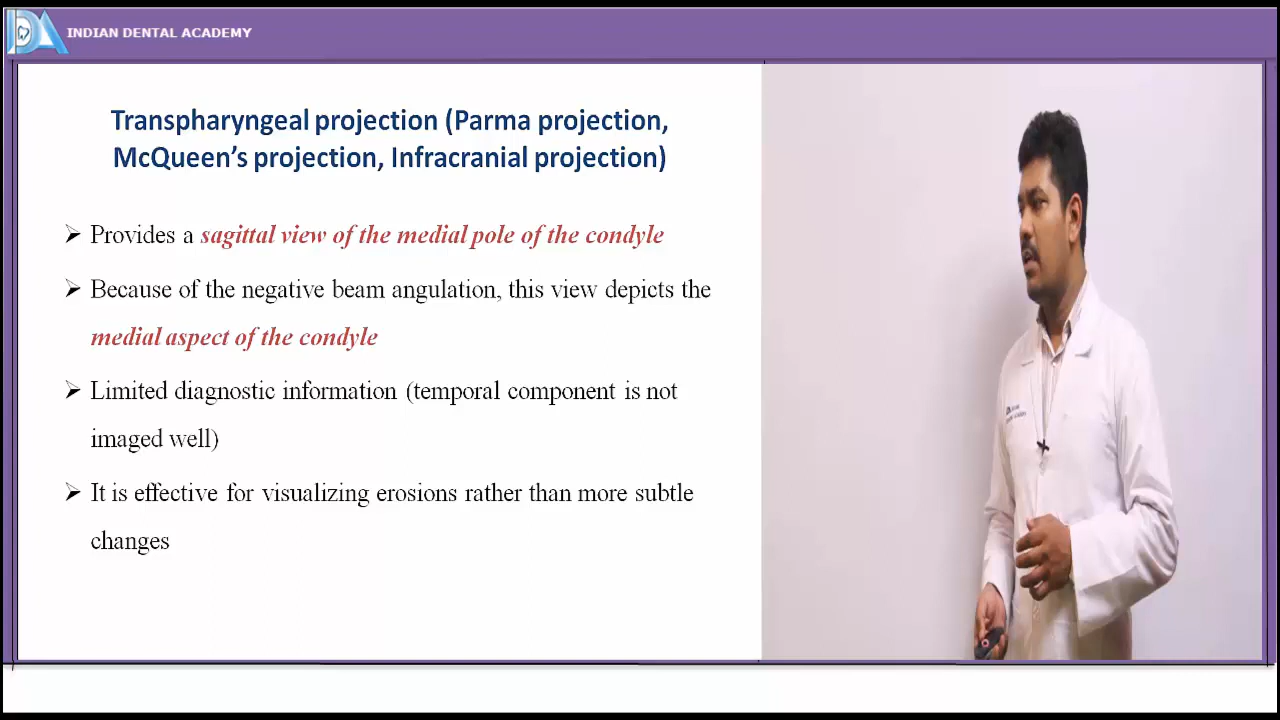 INDIAN DENTAL ACADEMY
Transpharyngeal projection (Parma projection,
McQueen's projection, Infracranial projection)
➢ Provides a sagittal view of the medial pole of the condyle
➢ Because of the negative beam angulation, this view depicts the
medial aspect of the condyle
➢ Limited diagnostic information (temporal component is not
imaged well)
➢ It is effective for visualizing erosions rather than more subtle
changes